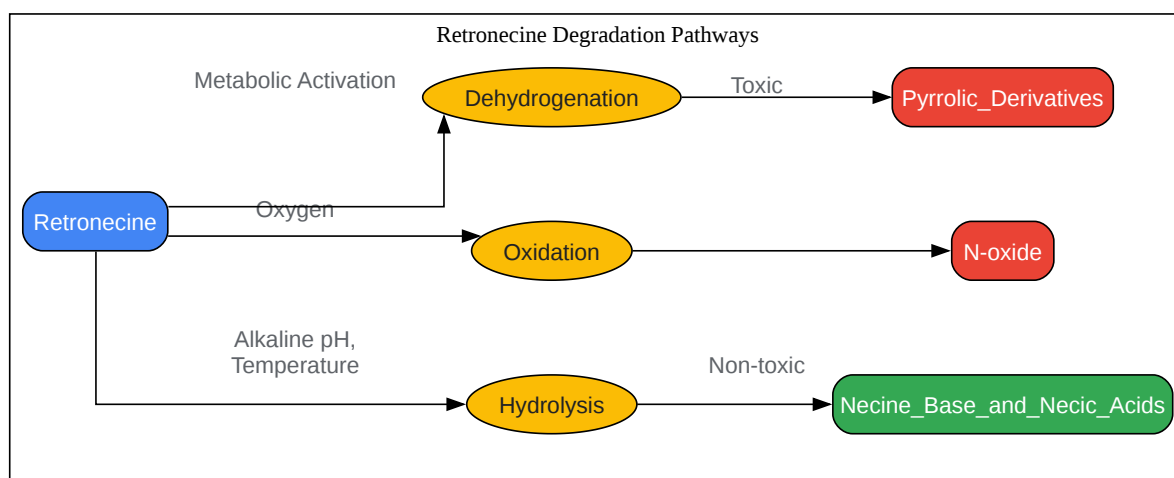 Retronecine Degradation Pathways
Metabolic Activation
Dehydrogenation
Toxic
Pyrrolic_Derivatives
Retronecine
Oxygen
Oxidation
N-oxide
Alkaline pH,
Temperature
Hydrolysis
Non-toxic
Necine_Base_and_Necic_Acids